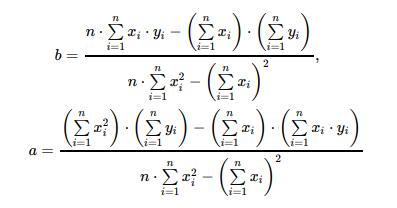 b = \frac{n \cdot \sum_{i=1}^{n} x_i \cdot y_i - \left( \sum_{i=1}^{n} x_i \right) \cdot \left( \sum_{i=1}^{n} y_i \right)}{n \cdot \sum_{i=1}^{n} x_i^2 - \left( \sum_{i=1}^{n} x_i \right)^2},
a = \frac{\left( \sum_{i=1}^{n} x_i^2 \right) \cdot \left( \sum_{i=1}^{n} y_i \right) - \left( \sum_{i=1}^{n} x_i \right) \cdot \left( \sum_{i=1}^{n} x_i \cdot y_i \right)}{n \cdot \sum_{i=1}^{n} x_i^2 - \left( \sum_{i=1}^{n} x_i \right)^2}